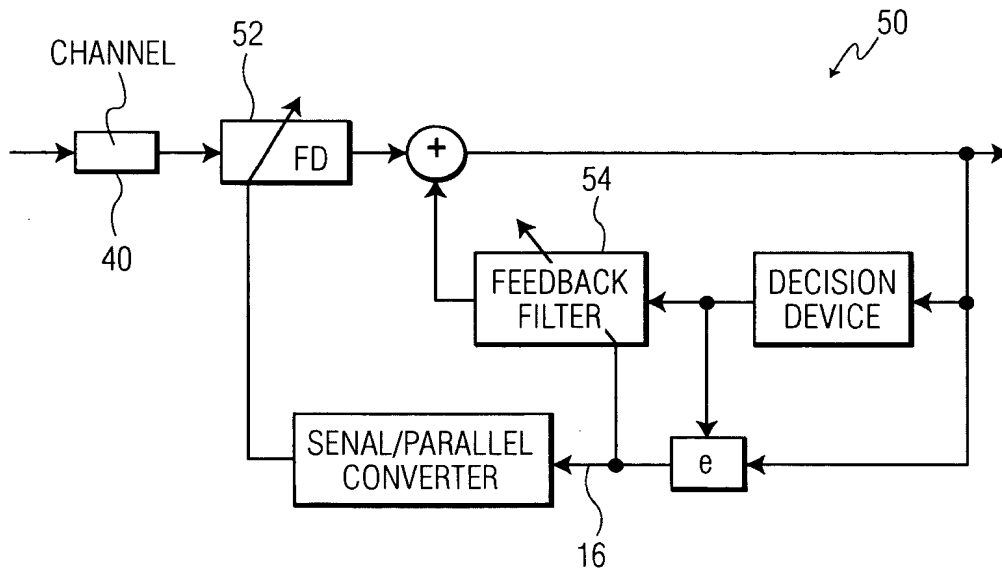 50
52
CHANNEL
FD
+
40
54
FEEDBACK
FILTER
DECISION
DEVICE
SENAL/PARALLEL
CONVERTER
e
16